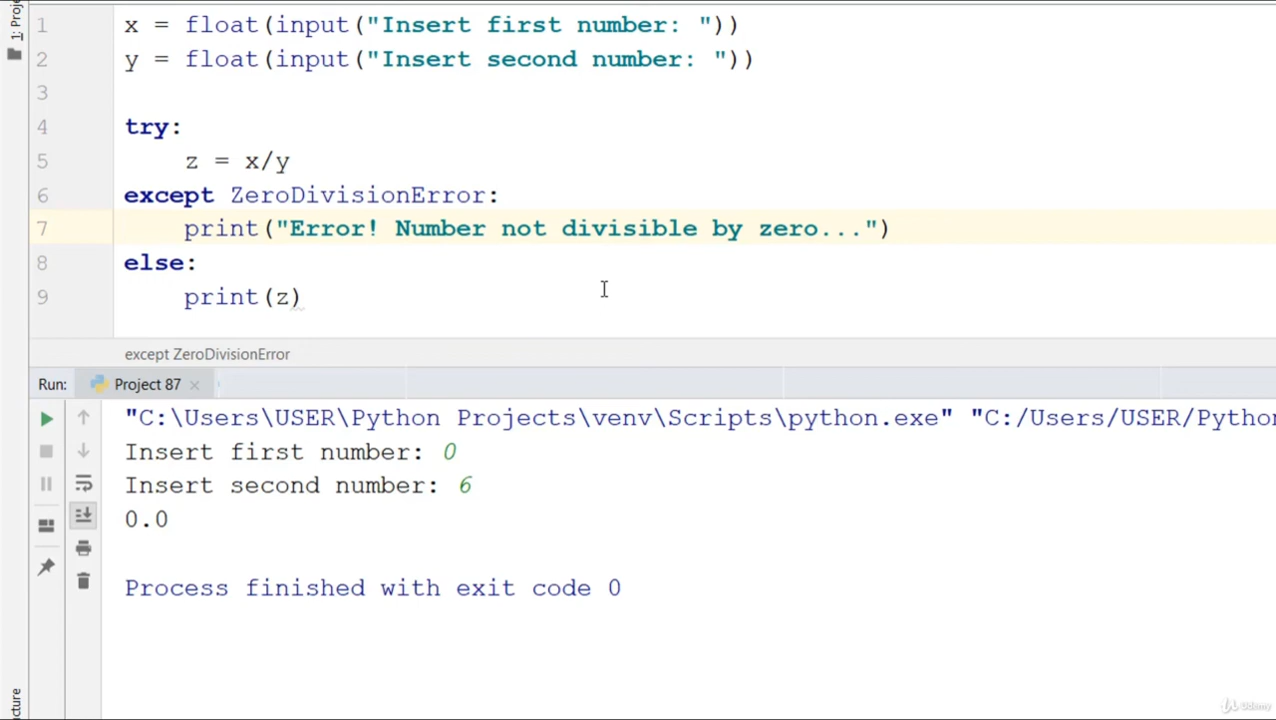 1: Proj
1 x = float(input("Insert first number: "))
2 y = float(input("Insert second number: "))
3
4 try:
5     z = x/y
6 except ZeroDivisionError:
7     print("Error! Number not divisible by zero...")
8 else:
9     print(z)
except ZeroDivisionError
Run: Project 87
"C:\Users\USER\Python Projects\venv\Scripts\python.exe" "C:/Users/USER/Python
Insert first number: 0
Insert second number: 6
0.0
Process finished with exit code 0
cture
Udemy